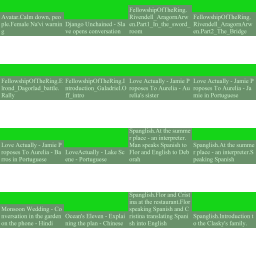 Avatar.Calm down, peo
ple.Female Na'vi warnin
g
Django Unchained - Sla
ve opens conversation
FellowshipOfTheRing.
Rivendell_AragornArw
en.Part1_In_the_sword
room
FellowshipOfTheRing.
Rivendell_AragornArw
en.Part2_The_Bridge
FellowshipOfTheRing.E
lrond_Dagorlad_battle.
Rally
FellowshipOfTheRing.I
ntroduction_Galadriel.O
ff_intro
Love Actually - Jamie P
roposes To Aurelia - Au
relia's sister
Love Actually - Jamie P
roposes To Aurelia - Ja
mie in Portuguese
Love Actually - Jamie P
roposes To Aurelia - Ba
rros in Portuguese
LoveActually - Lake Sc
ene - Portuguese
Spanglish.At the summe
r place - an interpreter.
Man speaks Spanish to
Flor and English to Deb
orah
Spanglish.At the summe
r place - an interpreter.S
peaking Spanish
Monsoon Wedding - Co
nversation in the garden
on the phone - Hindi
Ocean's Eleven - Explai
ning the plan - Chinese
Spanglish.Flor and Crist
ina at the restaurant.Flor
speaking Spanish and C
ristina translating Spani
sh into English
Spanglish.Introduction t
o the Clasky's family.